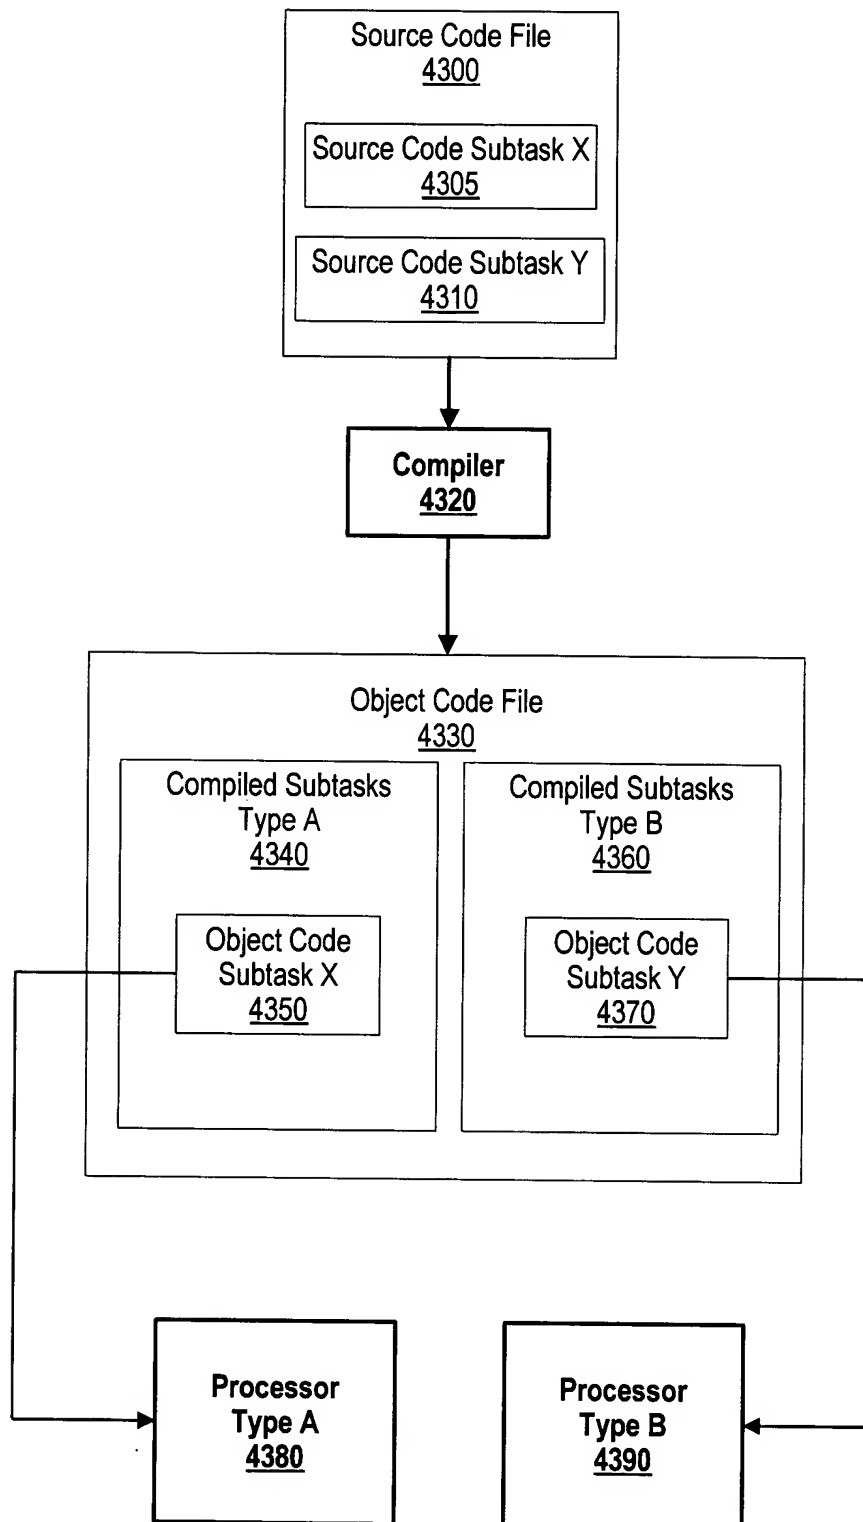 Source Code File
4300
Source Code Subtask X
4305
Source Code Subtask Y
4310
Compiler
4320
Object Code File
4330
Compiled Subtasks
Type A
4340
Object Code
Subtask X
4350
Compiled Subtasks
Type B
4360
Object Code
Subtask Y
4370
Processor
Type A
4380
Processor
Type B
4390